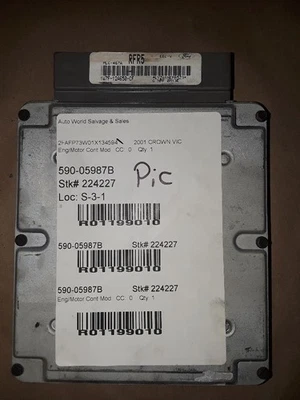 RFR5
Auto World Salvage & Sales
2001 CROWN VIC
Eng/Motor Cont Mod CC: 0 Qty: 1
590-05987B
Stk# 224227
Loc: S-3-1
Pic
R01199010
590-05987B Stk# 224227
R01199010
590-05987B Stk# 224227
Eng/Motor Cont Mod CC: 0 Qty: 1
R01199010